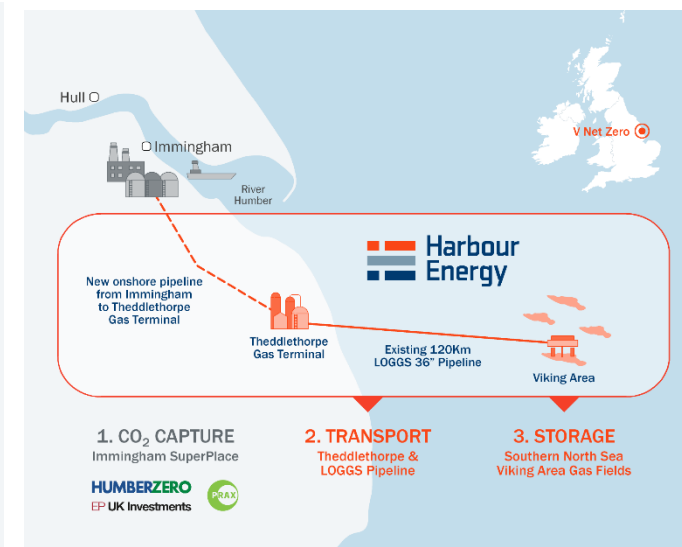 Hull
Immingham
V Net Zero
River
Humber
Harbour
Energy
New onshore pipeline
from Immingham
to Theddlethorpe
Gas Terminal
Theddlethorpe
Gas Terminal
Existing 120Km
LOGGS 36" Pipeline
Viking Area
1. CO₂ CAPTURE
Immingham SuperPlace
HUMBERZERO
EP UK Investments
PRAX
2. TRANSPORT
Theddlethorpe &
LOGGS Pipeline
3. STORAGE
Southern North Sea
Viking Area Gas Fields